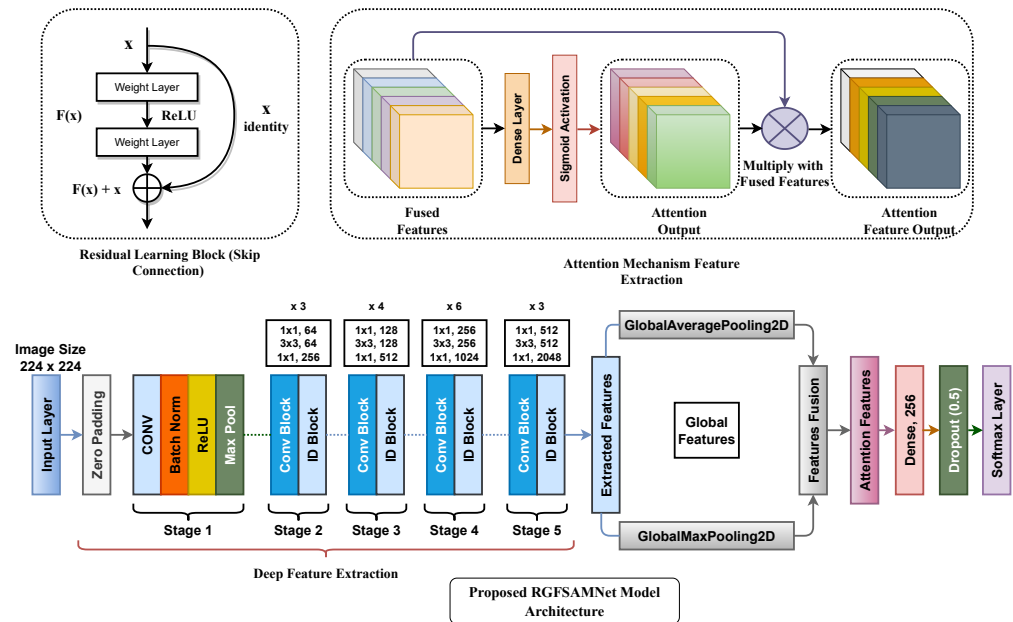 x
Weight Layer
F(x)
ReLU
x
identity
Weight Layer
F(x) + x
Residual Learning Block (Skip
Connection)
Fused
Features
Dense Layer
Sigmoid Activation
Attention
Output
Multiply with
Fused Features
Attention
Feature Output
Attention Mechanism Feature
Extraction
Image Size
224 x 224
Input Layer
Zero Padding
CONV
Batch Norm
ReLU
Max Pool
Stage 1
x 3
1x1, 64
3x3, 64
1x1, 256
Conv Block
ID Block
Stage 2
x 4
1x1, 128
3x3, 128
1x1, 512
Conv Block
ID Block
Stage 3
x 6
1x1, 256
3x3, 256
1x1, 1024
Conv Block
ID Block
Stage 4
x 3
1x1, 512
3x3, 512
1x1, 2048
Conv Block
ID Block
Stage 5
Deep Feature Extraction
Extracted Features
GlobalAveragePooling2D
Global
Features
GlobalMaxPooling2D
Features Fusion
Attention Features
Dense, 256
Dropout (0.5)
Softmax Layer
Proposed RGFSAMNet Model
Architecture